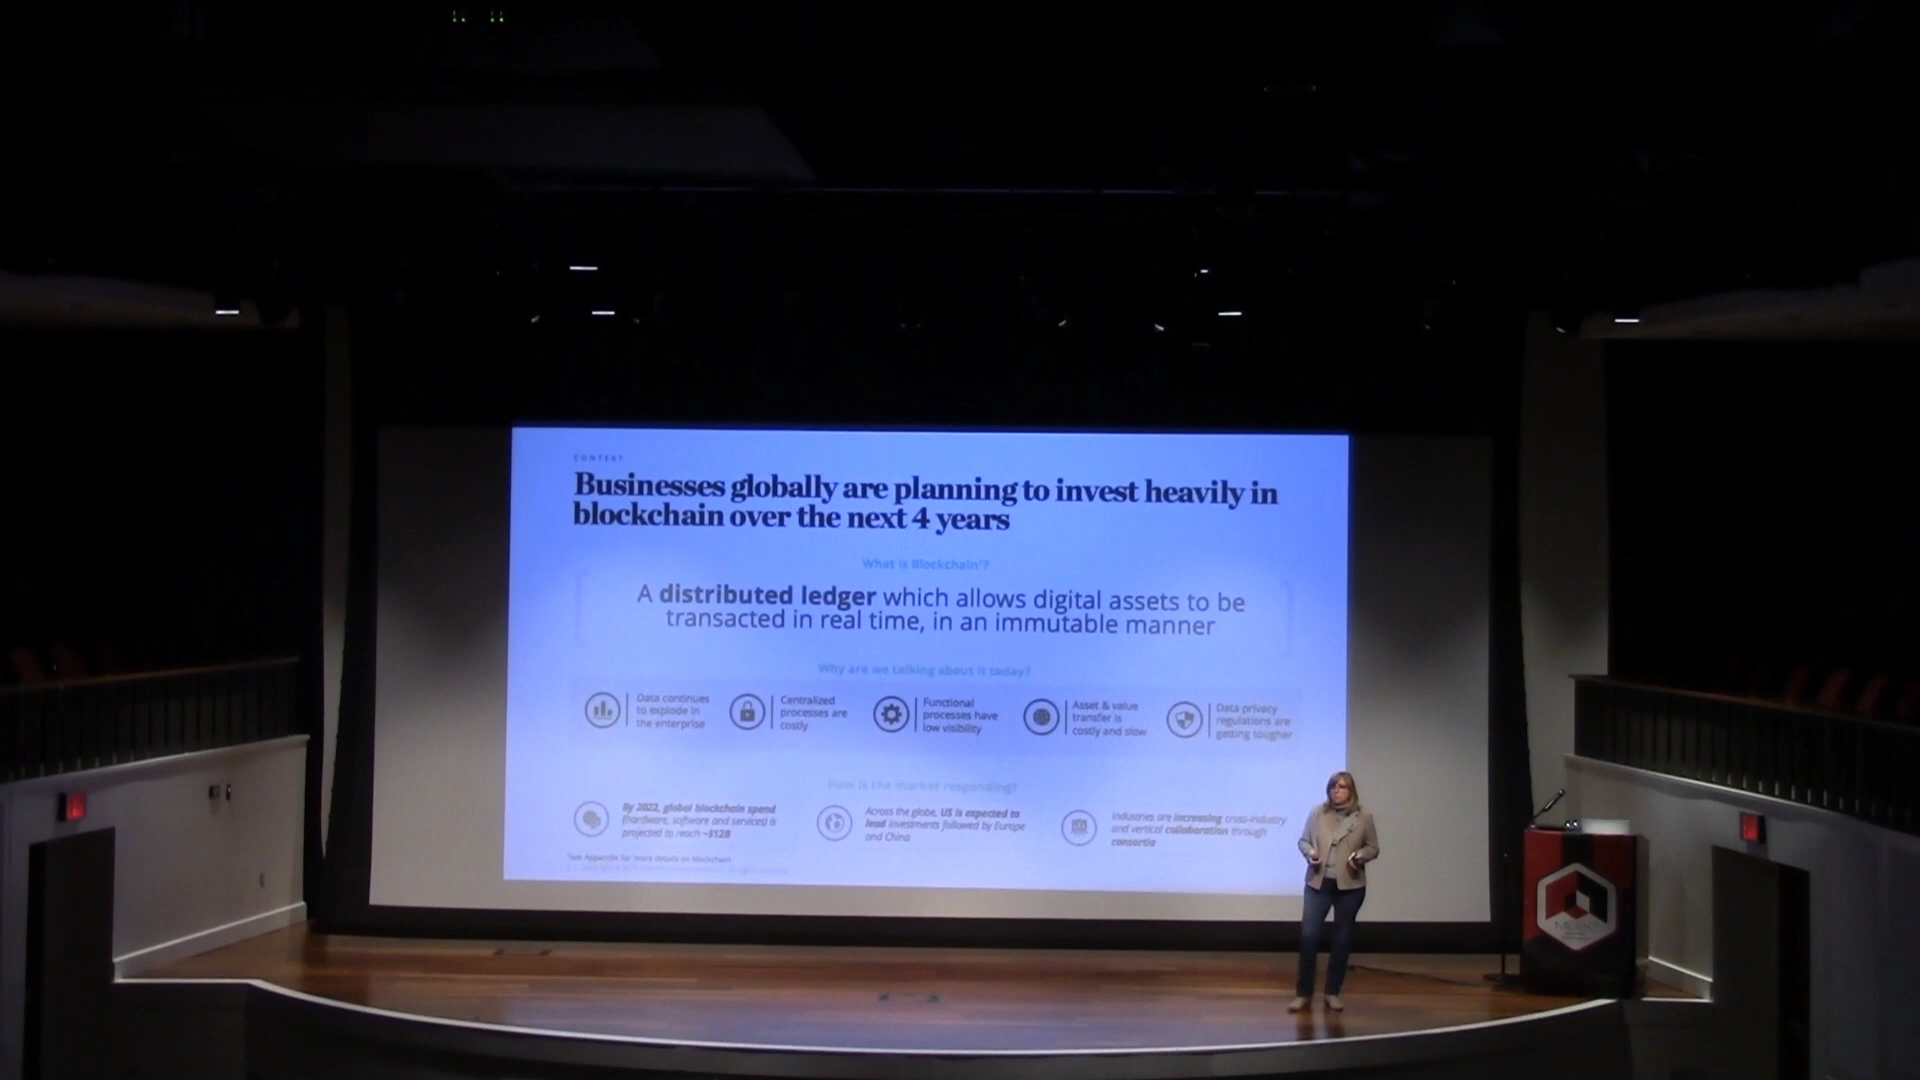 CONTEXT
Businesses globally are planning to invest heavily in
blockchain over the next 4 years
What is Blockchain¹?
A distributed ledger which allows digital assets to be
transacted in real time, in an immutable manner
Why are we talking about it today?
Data continues
to explode in
the enterprise
Centralized
processes are
costly
Functional
processes have
low visibility
Asset & value
transfer is
costly and slow
Data privacy
regulations are
getting tougher
How is the market responding?
By 2022, global blockchain spend
(hardware, software and services) is
projected to reach ~$12B
Across the globe, US is expected to
lead investments followed by Europe
and China
Industries are increasing cross-industry
and vertical collaboration through
consortia
¹See Appendix for more details on blockchain